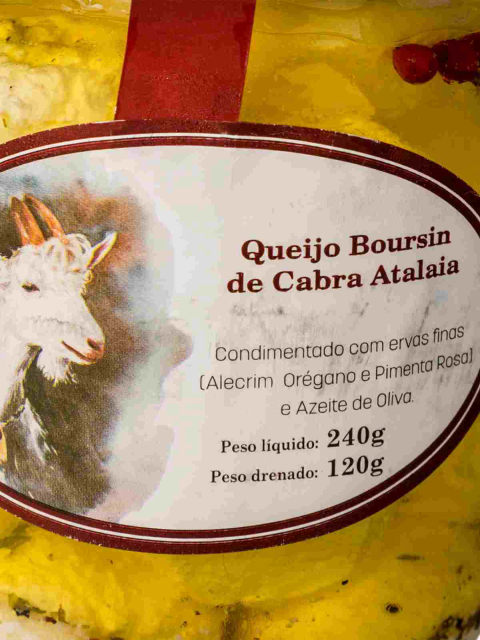 Queijo Boursin
de Cabra Atalaia
Condimentado com ervas finas
(Alecrim Orégano e Pimenta Rosa)
e Azeite de Oliva.
Peso líquido: 240g
Peso drenado: 120g